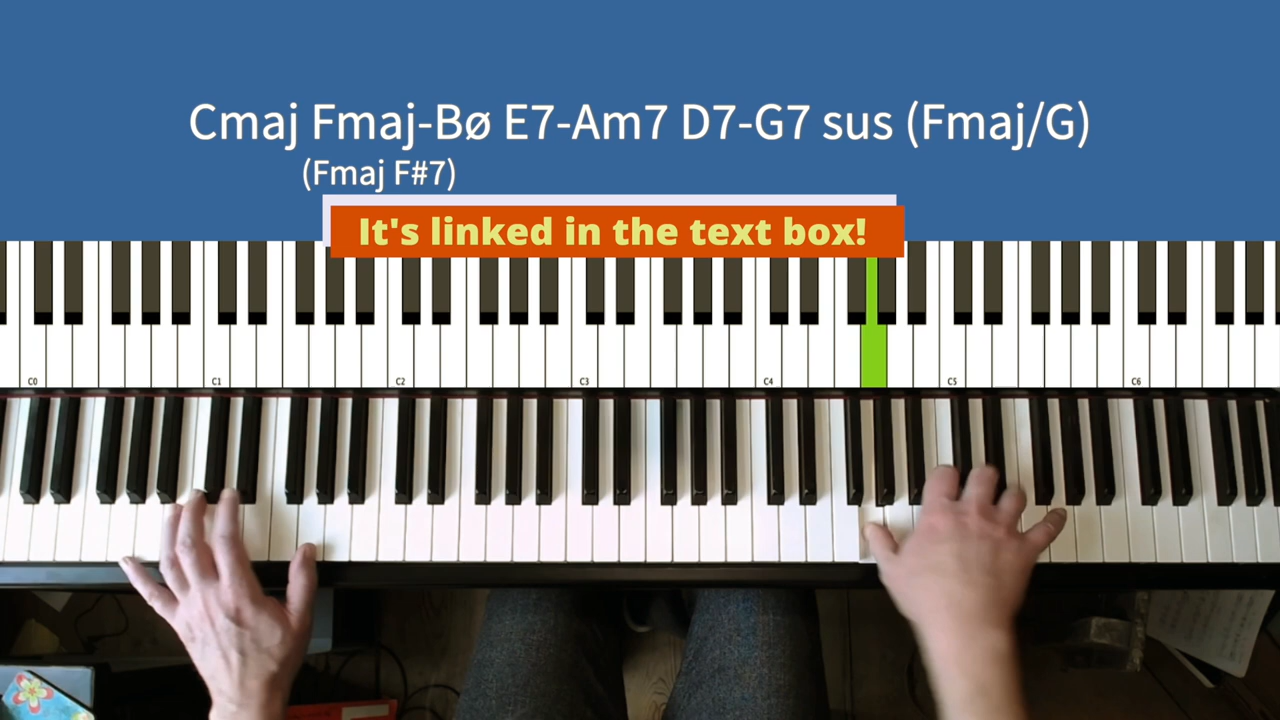 Cmaj Fmaj-Bø E7-Am7 D7-G7 sus (Fmaj/G)
(Fmaj F#7)
It's linked in the text box!
C0 C1 C2 C3 C4 C5 C6